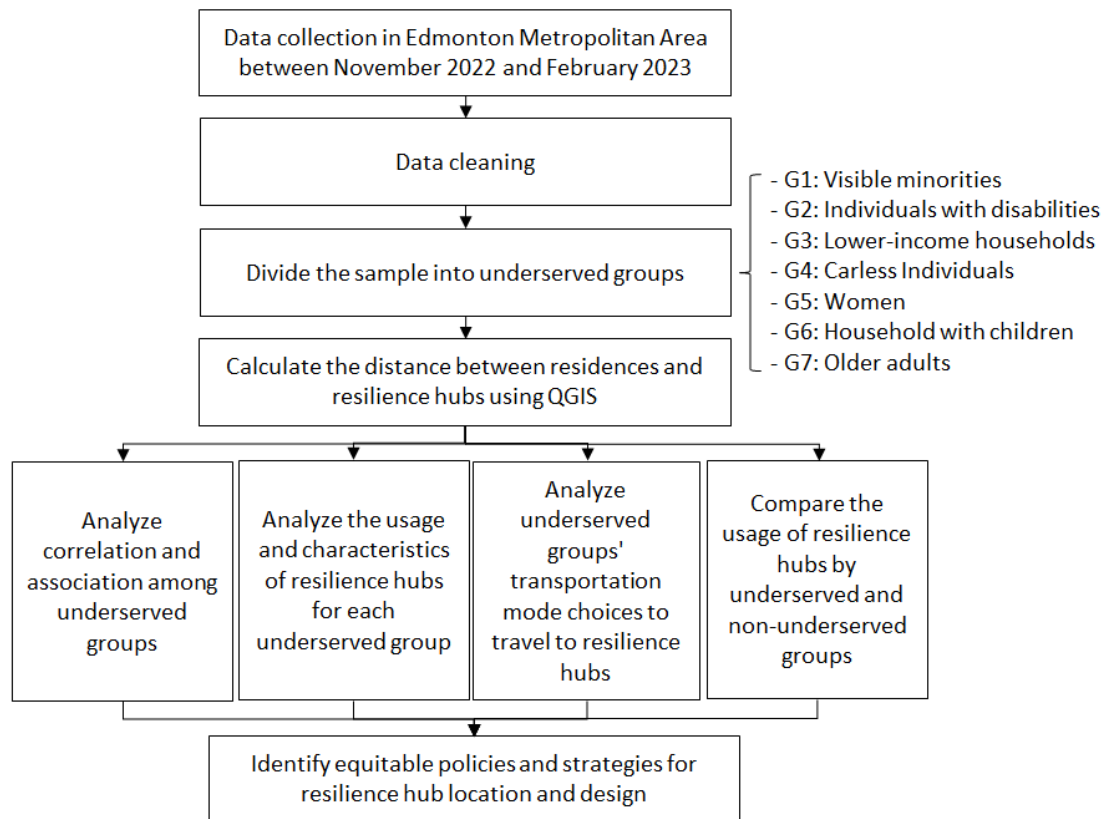 Data collection in Edmonton Metropolitan Area
between November 2022 and February 2023
Data cleaning
Divide the sample into underserved groups
- G1: Visible minorities
- G2: Individuals with disabilities
- G3: Lower-income households
- G4: Carless Individuals
- G5: Women
- G6: Household with children
- G7: Older adults
Calculate the distance between residences and
resilience hubs using QGIS
Analyze
correlation and
association among
underserved
groups
Analyze the usage
and characteristics
of resilience hubs
for each
underserved group
Analyze
underserved
groups'
transportation
mode choices to
travel to resilience
hubs
Compare the
usage of resilience
hubs by
underserved and
non-underserved
groups
Identify equitable policies and strategies for
resilience hub location and design